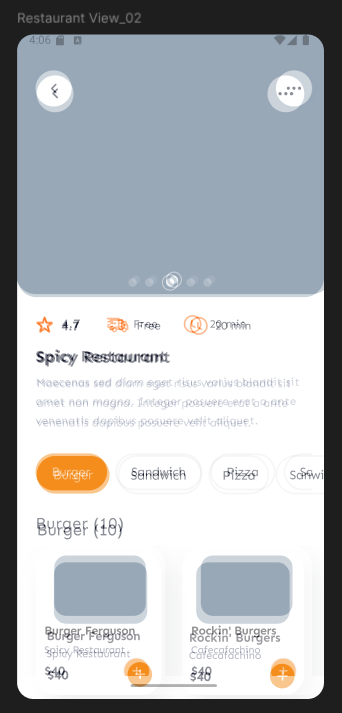 Restaurant View_02
4:06
4.7 Free 20 min
Spicy Restaurant
Maecenas sed diam eget risus varius blandit sit
amet non magna. Integer posuere erat a ante
venenatis dapibus posuere velit aliquet.
Burger Sandwich Pizza Sanwi
Burger (10)
Burger Ferguson Rockin' Burgers
Spicy Restaurant Cafecafachino
$40 $40